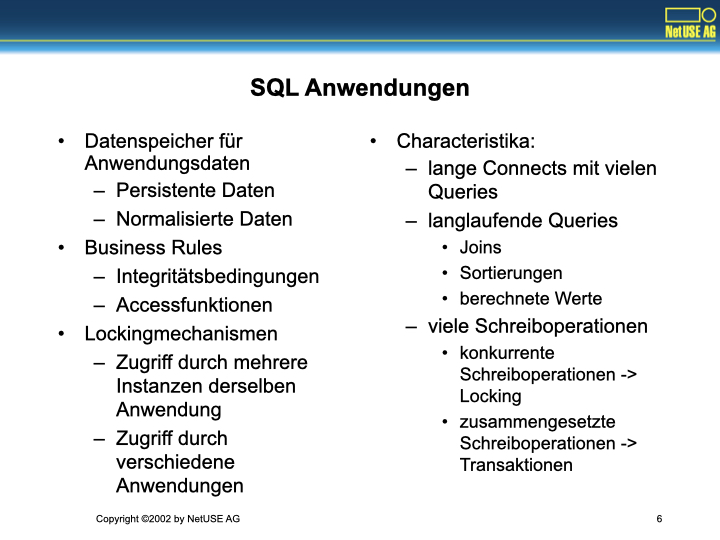 NetUSE AG
SQL Anwendungen
• Datenspeicher für
Anwendungsdaten
– Persistente Daten
– Normalisierte Daten
• Business Rules
– Integritätsbedingungen
– Accessfunktionen
• Lockingmechanismen
– Zugriff durch mehrere
Instanzen derselben
Anwendung
– Zugriff durch
verschiedene
Anwendungen
• Characteristika:
– lange Connects mit vielen
Queries
– langlaufende Queries
• Joins
• Sortierungen
• berechnete Werte
– viele Schreiboperationen
• konkurrente
Schreiboperationen ->
Locking
• zusammengesetzte
Schreiboperationen ->
Transaktionen
Copyright ©2002 by NetUSE AG
6